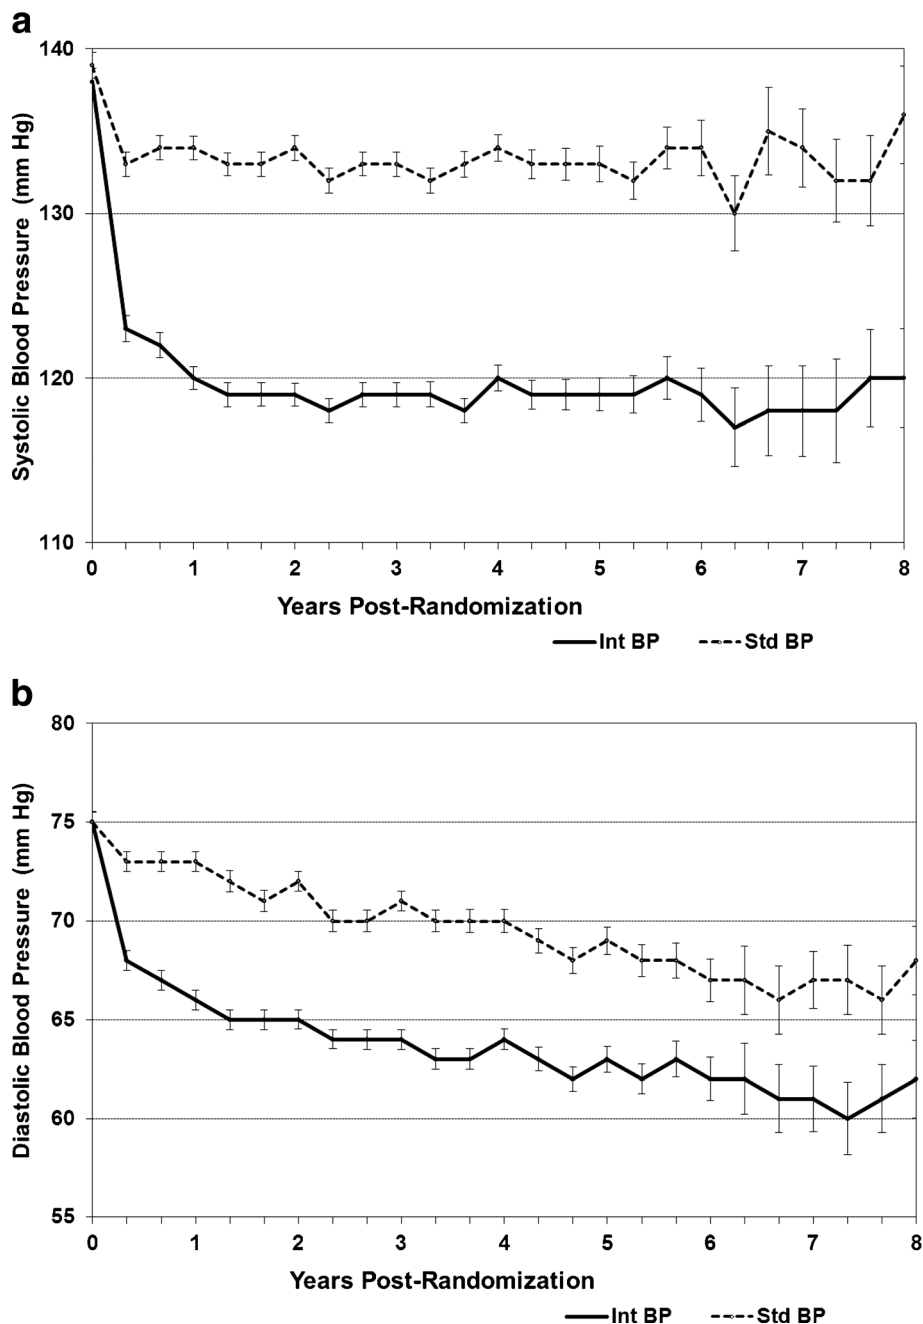 a
Systolic Blood Pressure (mm Hg)
140
130
120
110
0 1 2 3 4 5 6 7 8
Years Post-Randomization
Int BP Std BP
b
Diastolic Blood Pressure (mm Hg)
80
75
70
65
60
55
0 1 2 3 4 5 6 7 8
Years Post-Randomization
Int BP Std BP